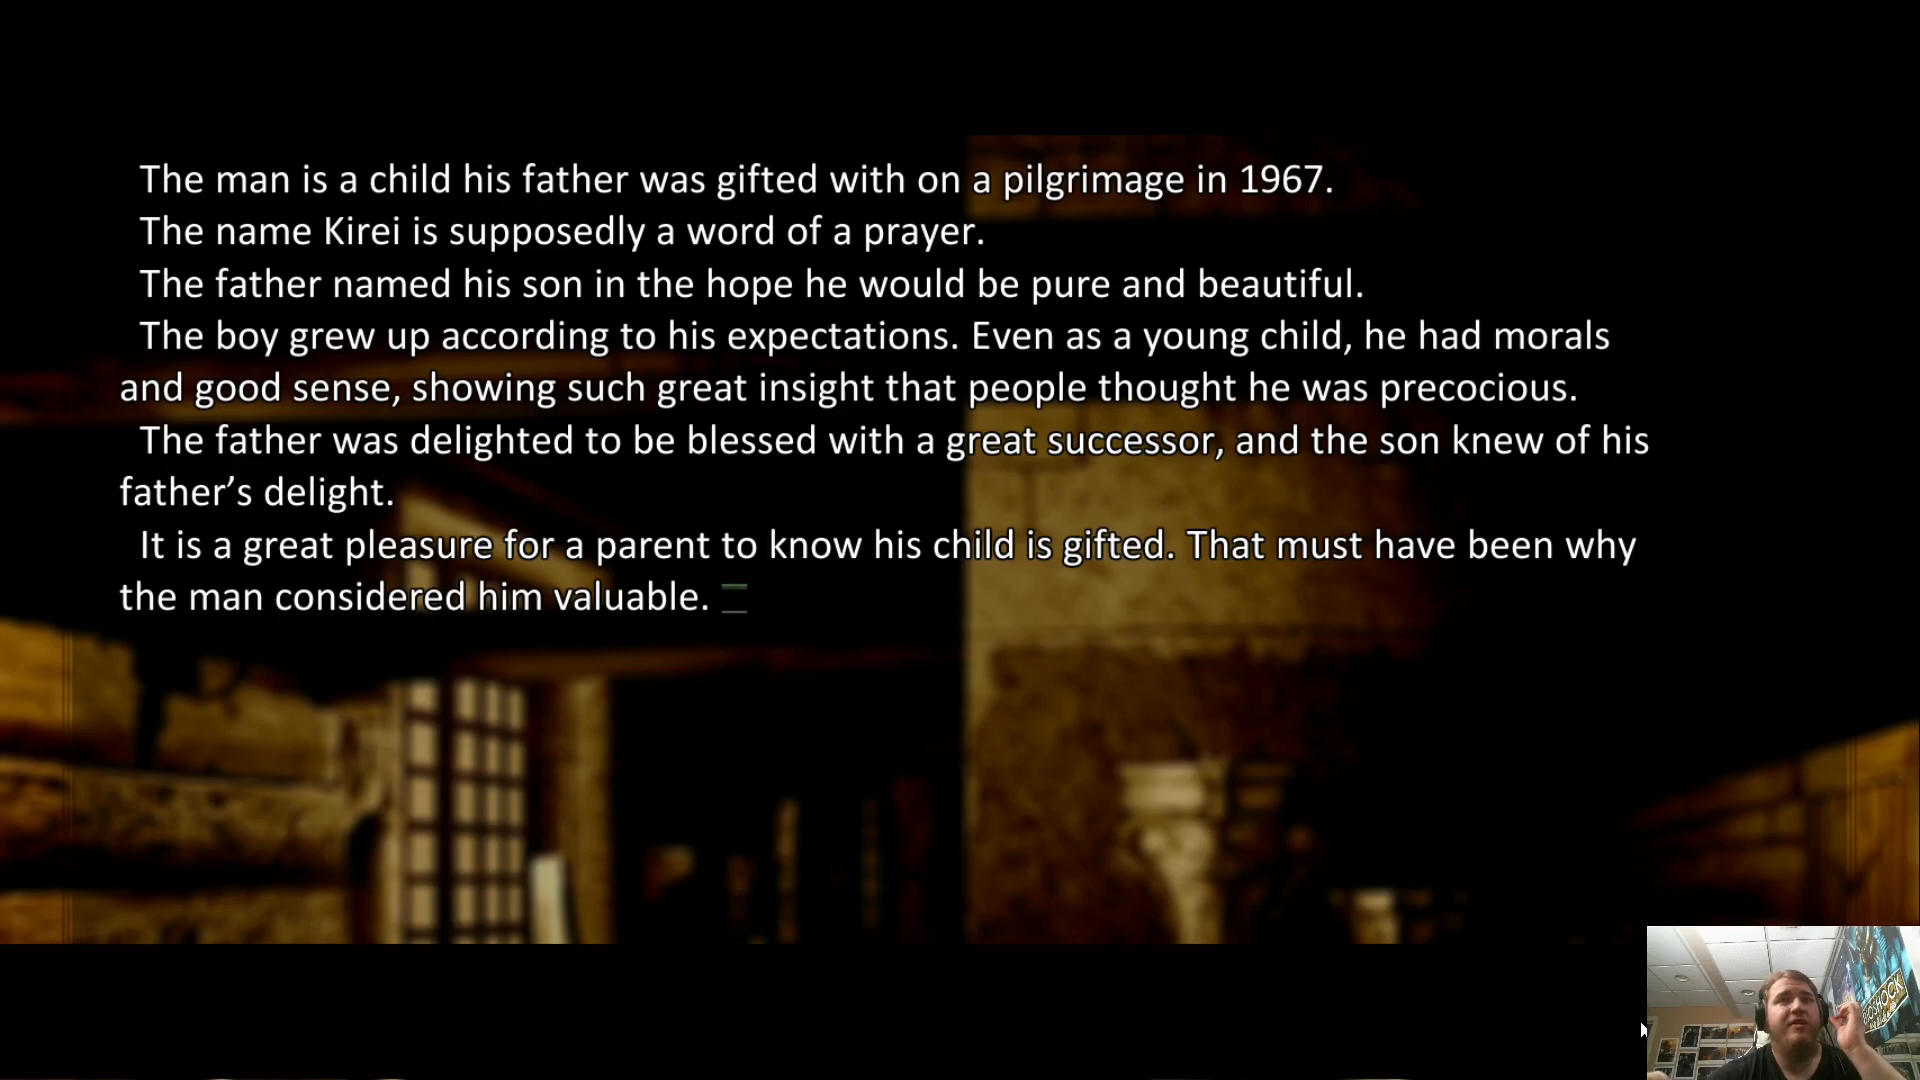 The man is a child his father was gifted with on a pilgrimage in 1967.
The name Kirei is supposedly a word of a prayer.
The father named his son in the hope he would be pure and beautiful.
The boy grew up according to his expectations. Even as a young child, he had morals
and good sense, showing such great insight that people thought he was precocious.
The father was delighted to be blessed with a great successor, and the son knew of his
father’s delight.
It is a great pleasure for a parent to know his child is gifted. That must have been why
the man considered him valuable.
BIOSHOCK